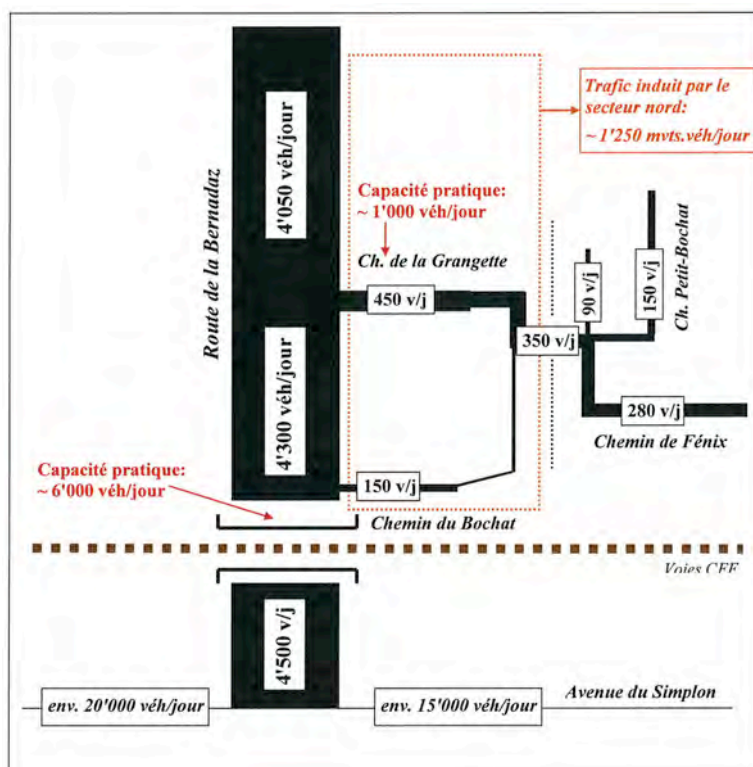 Trafic induit par le
secteur nord:
~ 1'250 mvts.véh/jour
Route de la Bernadaz
4'050 véh/jour
Capacité pratique:
~ 1'000 véh/jour
Ch. de la Grangette
450 v/j
350 v/j
90 v/j
150 v/j
Ch. Petit-Bochat
280 v/j
Chemin de Fénix
4'300 véh/jour
Capacité pratique:
~ 6'000 véh/jour
150 v/j
Chemin du Bochat
Voies CFF
4'500 v/j
Avenue du Simplon
env. 20'000 véh/jour
env. 15'000 véh/jour